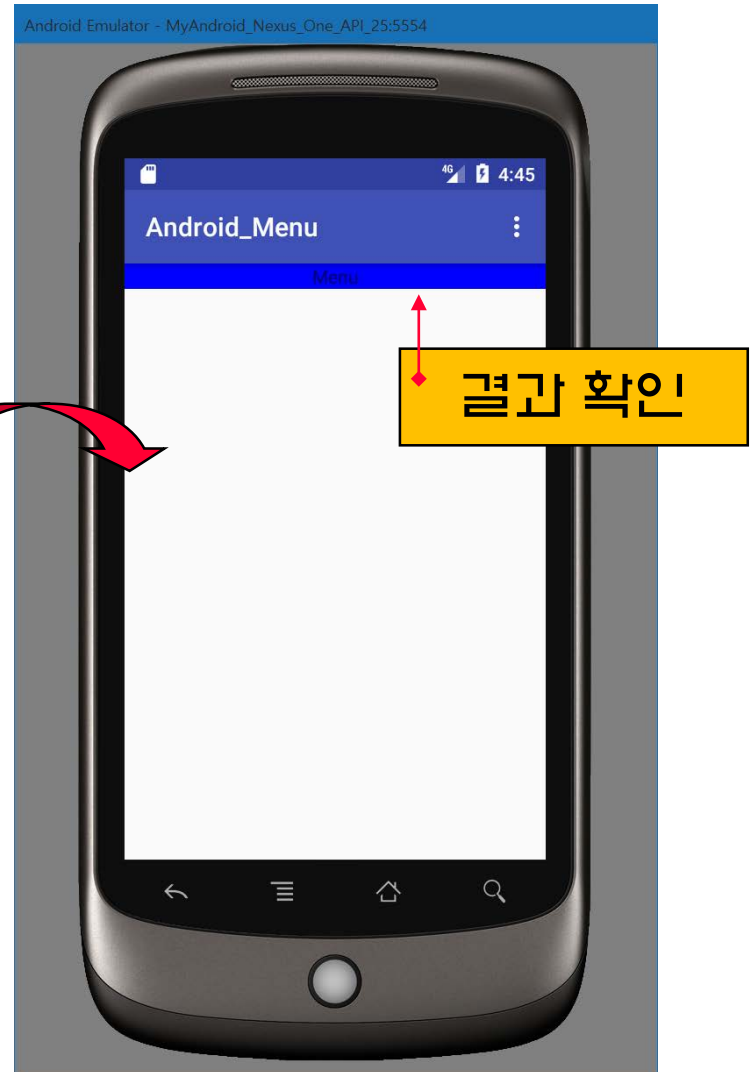 Android Emulator - MyAndroid_Nexus_One_API_25:5554
4G 4:45
Android_Menu
Menu
결과 확인